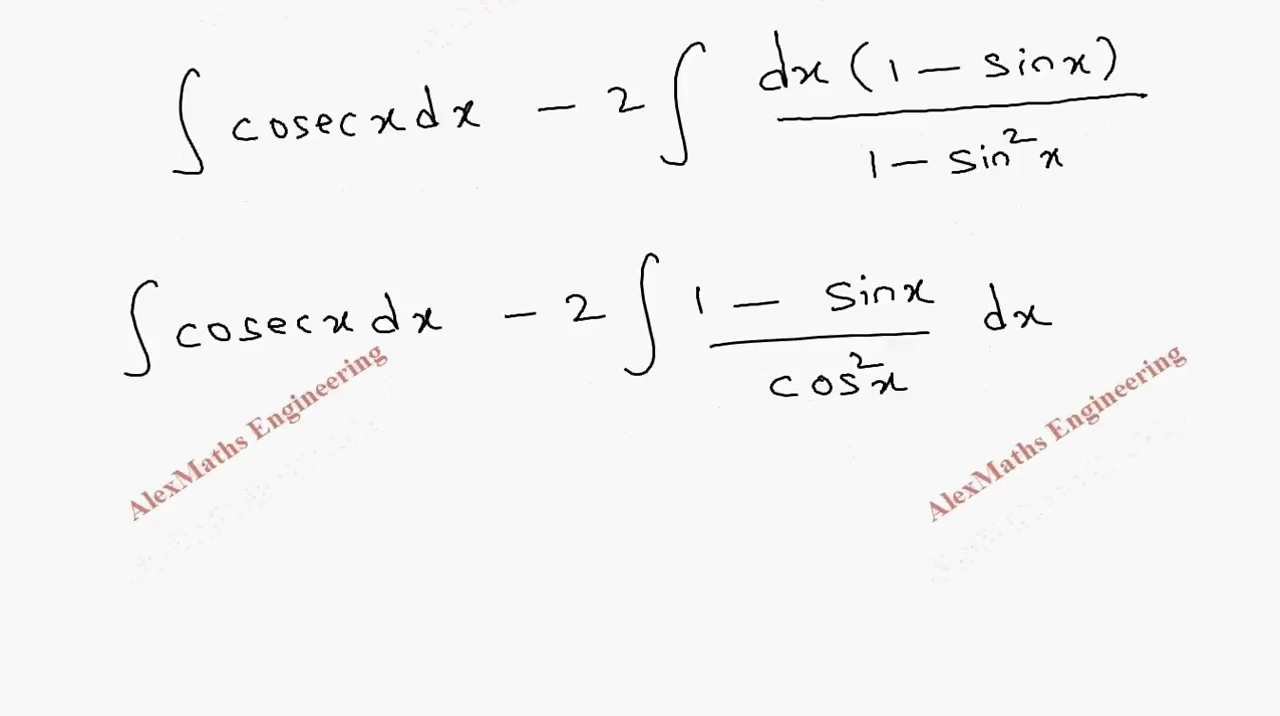 ∫ cosecx dx − 2 ∫ dx (1 − sinx) / 1 − sin²x
∫ cosecx dx − 2 ∫ 1 − sinx / cos²x dx
AlexMaths Engineering
AlexMaths Engineering